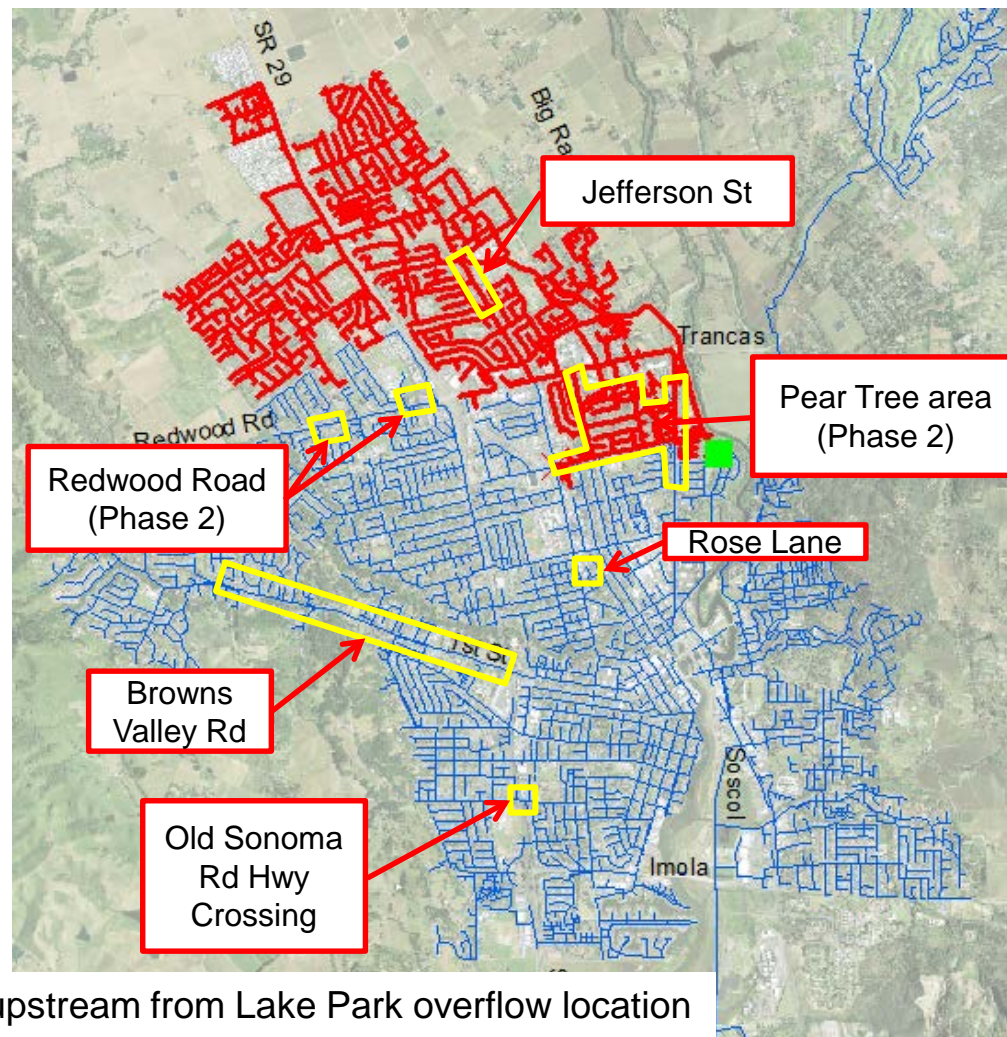 SR 29
Big Ra
Jefferson St
Trancas
Pear Tree area
(Phase 2)
Redwood Rd
Redwood Road
(Phase 2)
Rose Lane
1st St
Browns
Valley Rd
Soscol
Old Sonoma
Rd Hwy
Crossing
Imola
upstream from Lake Park overflow location